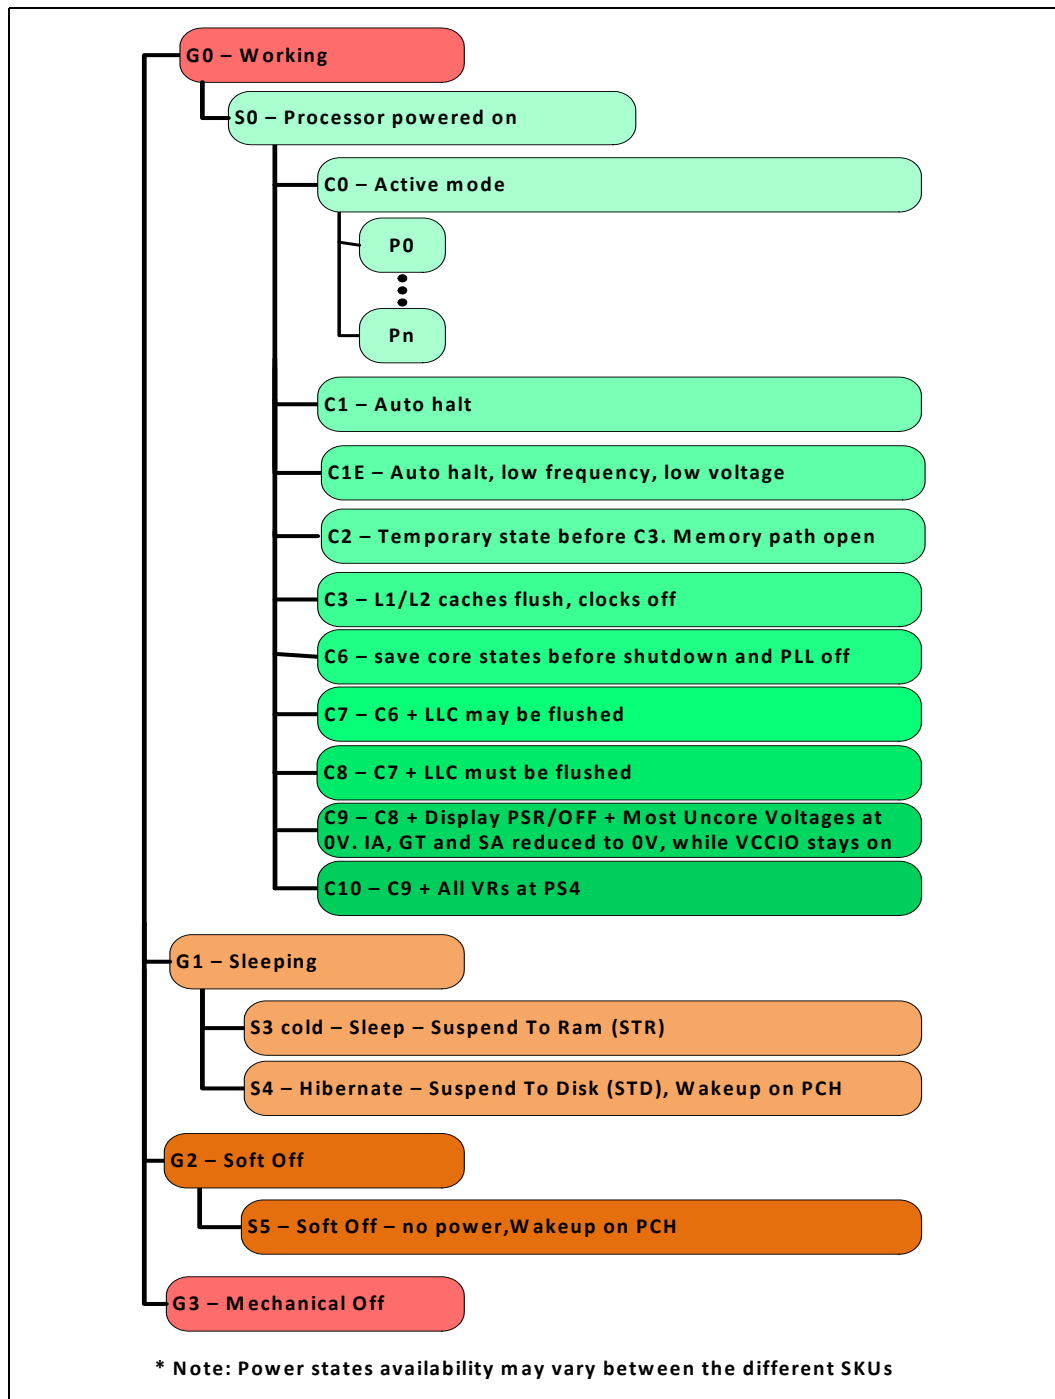 G0 – Working
S0 – Processor powered on
C0 – Active mode
P0
Pn
C1 – Auto halt
C1E – Auto halt, low frequency, low voltage
C2 – Temporary state before C3. Memory path open
C3 – L1/L2 caches flush, clocks off
C6 – save core states before shutdown and PLL off
C7 – C6 + LLC may be flushed
C8 – C7 + LLC must be flushed
C9 – C8 + Display PSR/OFF + Most Uncore Voltages at
0V. IA, GT and SA reduced to 0V, while VCCIO stays on
C10 – C9 + All VRs at PS4
G1 – Sleeping
S3 cold – Sleep – Suspend To Ram (STR)
S4 – Hibernate – Suspend To Disk (STD), Wakeup on PCH
G2 – Soft Off
S5 – Soft Off – no power,Wakeup on PCH
G3 – Mechanical Off
* Note: Power states availability may vary between the different SKUs